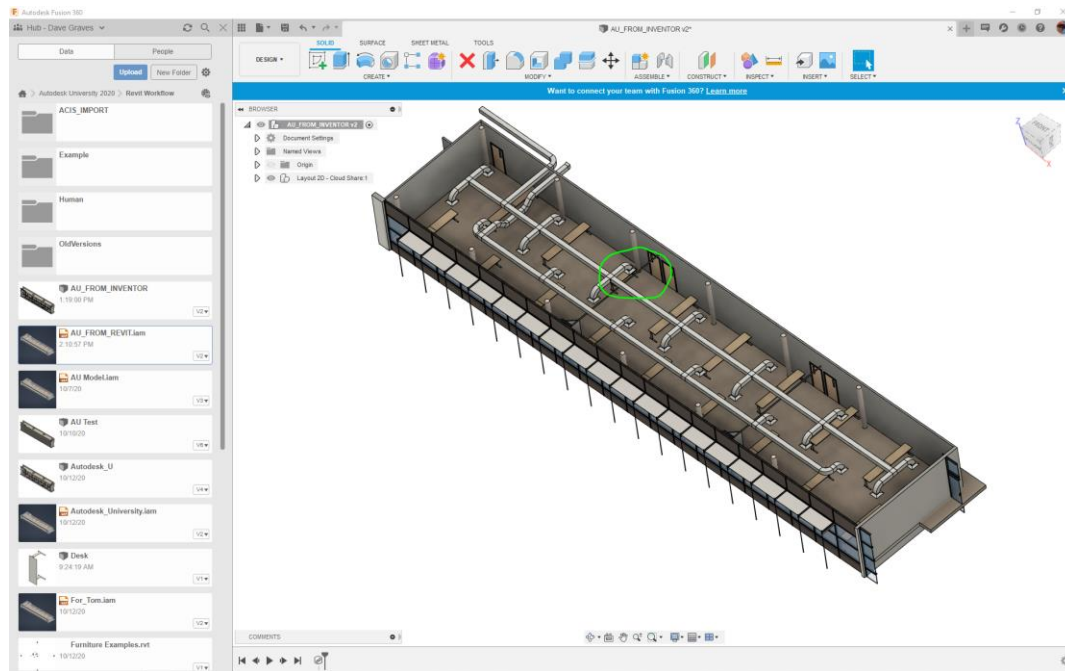 Autodesk Fusion 360
Hub - Dave Graves
AU_FROM_INVENTOR v2*
Data
People
Upload
New Folder
Autodesk University 2020 > Revit Workflow
ACIS_IMPORT
Example
Human
OldVersions
AU_FROM_INVENTOR
1:19:00 PM
V2
AU_FROM_REVIT.iam
2:10:57 PM
V2
AU Model.iam
10/7/20
V3
AU Test
10/10/20
Autodesk_U
10/12/20
V4
Autodesk_University.iam
10/12/20
V2
Desk
9:24:19 AM
V1
For_Tom.iam
10/12/20
V2
Furniture Examples.rvt
10/12/20
V1
DESIGN
SOLID
SURFACE
SHEET METAL
TOOLS
CREATE
MODIFY
ASSEMBLE
CONSTRUCT
INSPECT
INSERT
SELECT
Want to connect your team with Fusion 360? Learn more
BROWSER
AU_FROM_INVENTOR v2
Document Settings
Named Views
Origin
Layout 2D - Cloud Share:1
FRONT
Z
X
COMMENTS